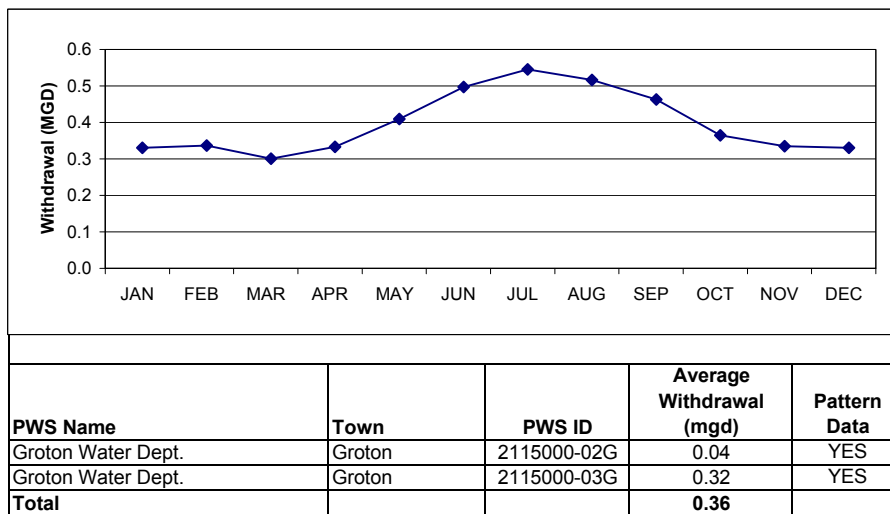 Withdrawal (MGD)
0.6
0.5
0.4
0.3
0.2
0.1
0.0
JAN FEB MAR APR MAY JUN JUL AUG SEP OCT NOV DEC
PWS Name Town PWS ID Average Withdrawal (mgd) Pattern Data
Groton Water Dept. Groton 2115000-02G 0.04 YES
Groton Water Dept. Groton 2115000-03G 0.32 YES
Total 0.36